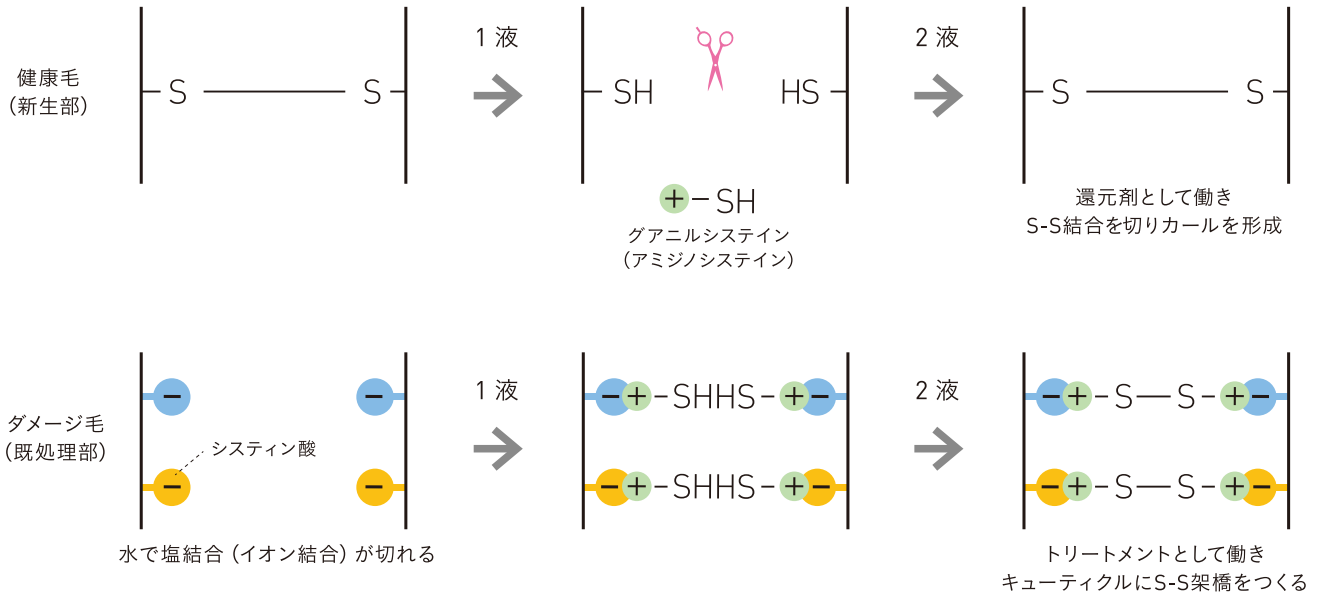 健康毛
(新生部)
S
S
1液
SH
HS
+ – SH
グアニルシステイン
(アミジノシステイン)
2液
S
S
還元剤として働き
S-S結合を切りカールを形成
ダメージ毛
(既処理部)
−
−
システィン酸
−
−
水で塩結合(イオン結合)が切れる
1液
− + – SHHS – + −
− + – SHHS – + −
2液
− + – S – S – + −
− + – S – S – + −
トリートメントとして働き
キューティクルにS-S架橋をつくる